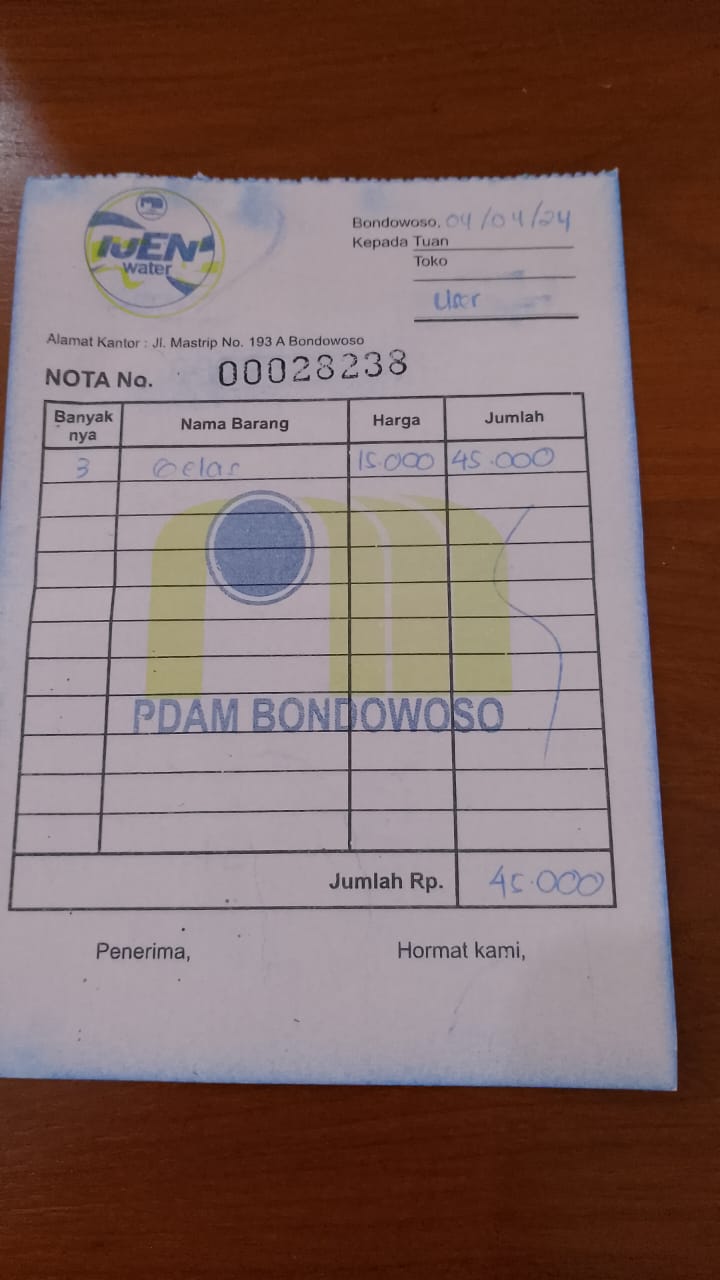 IJEN
water
Bondowoso, 04/04/24
Kepada Tuan
Toko
User
Alamat Kantor : Jl. Mastrip No. 193 A Bondowoso
NOTA No. 00028238
Banyak nya Nama Barang Harga Jumlah
3 Gelas 15.000 45.000
PDAM BONDOWOSO
Jumlah Rp. 45.000
Penerima, Hormat kami,